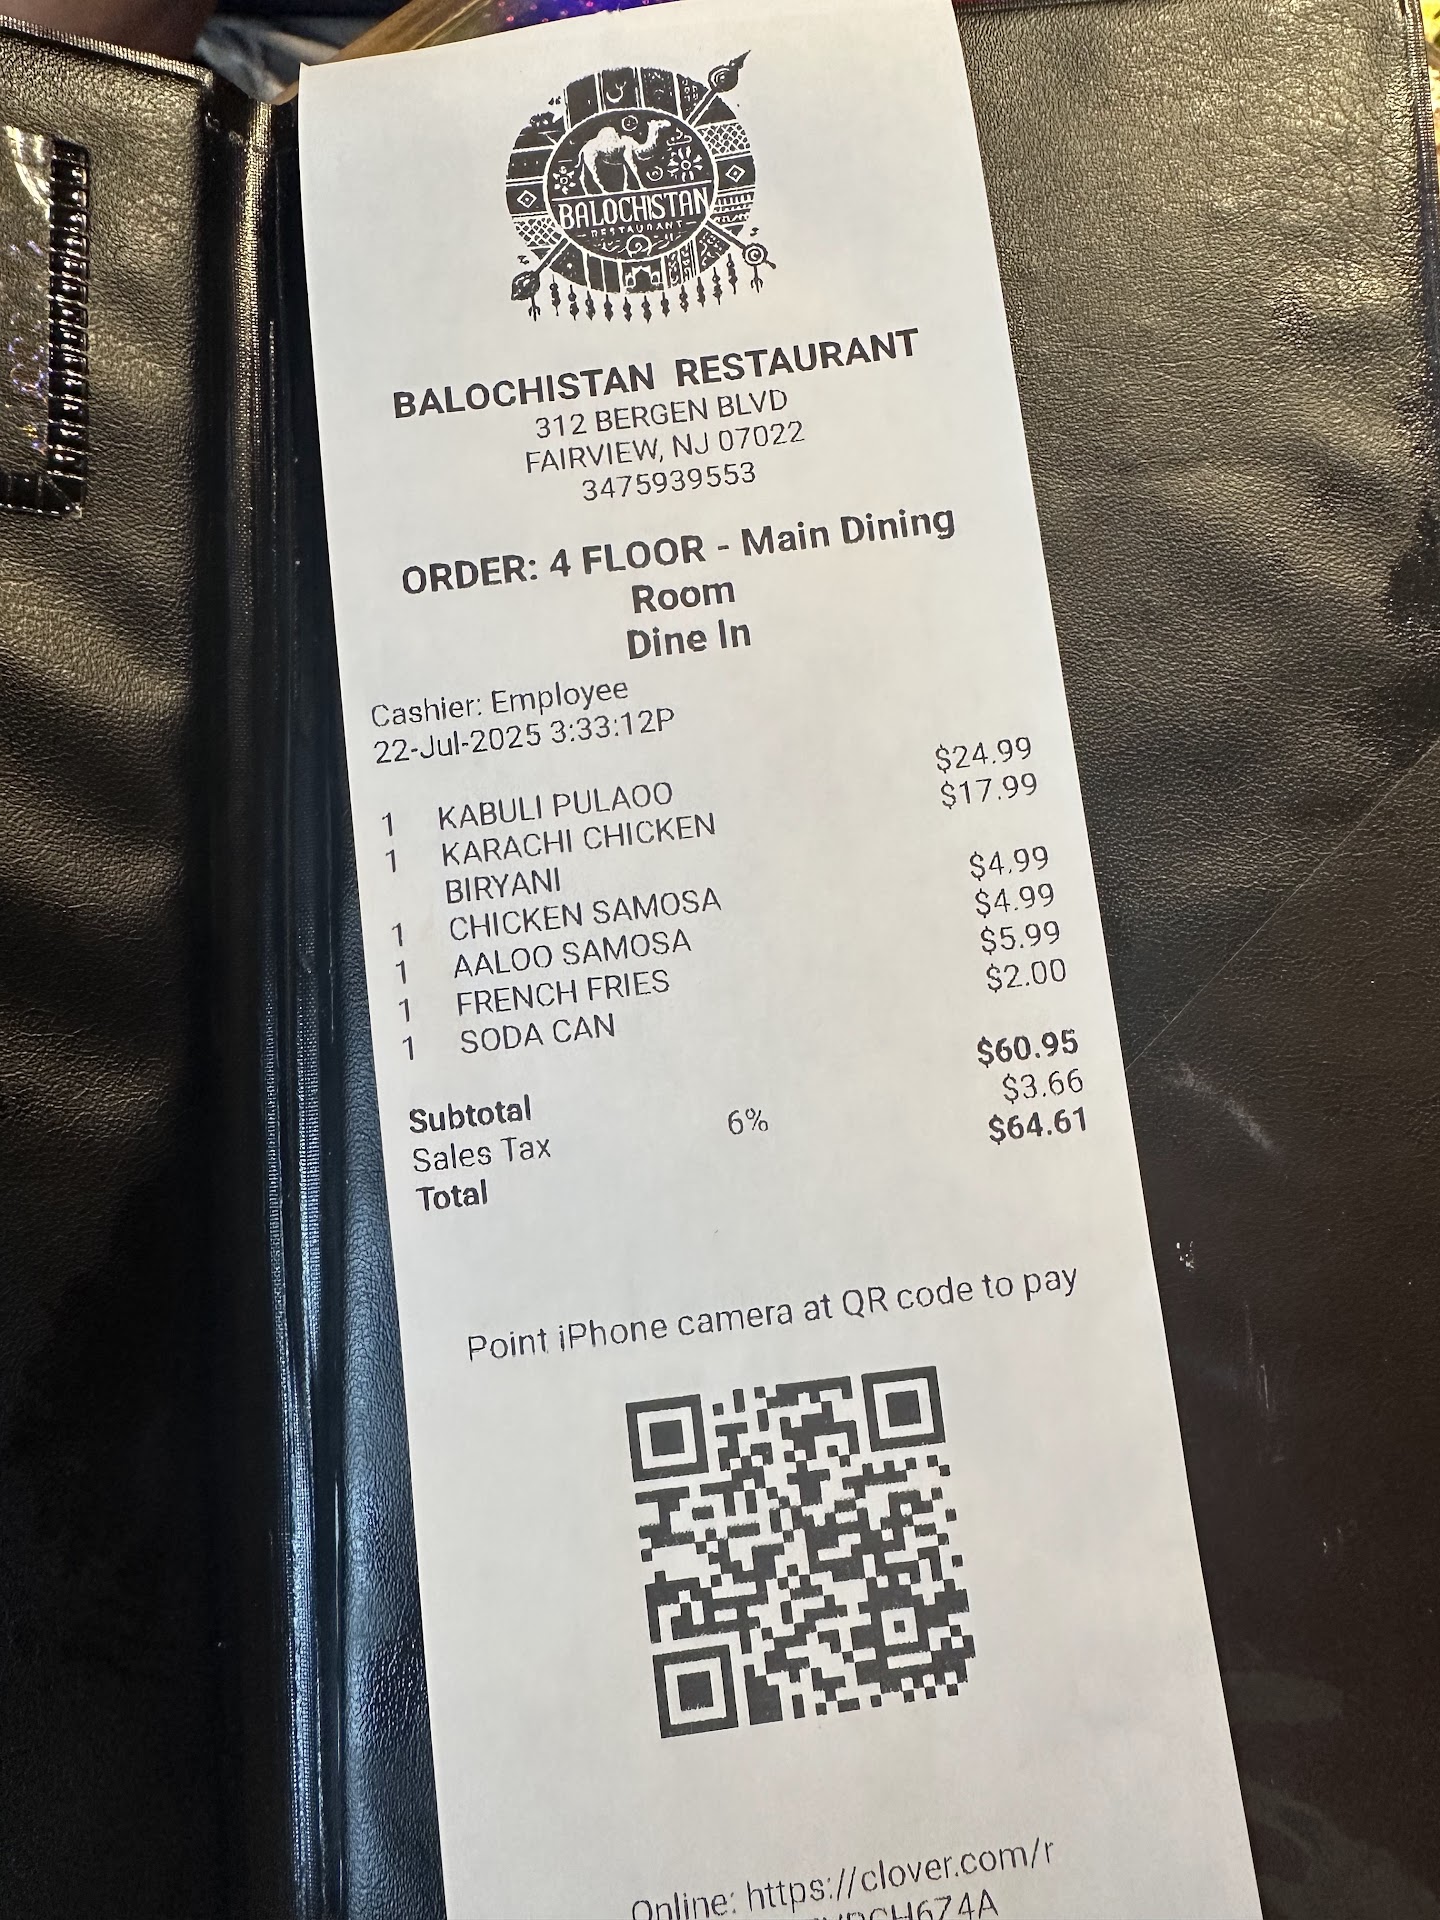 BALOCHISTAN
RESTAURANT
BALOCHISTAN RESTAURANT
312 BERGEN BLVD
FAIRVIEW, NJ 07022
3475939553
ORDER: 4 FLOOR - Main Dining
Room
Dine In
Cashier: Employee
22-Jul-2025 3:33:12P
1 KABULI PULAOO $24.99
1 KARACHI CHICKEN $17.99
BIRYANI
1 CHICKEN SAMOSA $4.99
1 AALOO SAMOSA $4.99
1 FRENCH FRIES $5.99
1 SODA CAN $2.00
Subtotal $60.95
Sales Tax 6% $3.66
Total $64.61
Point iPhone camera at QR code to pay
Online: https://clover.com/r